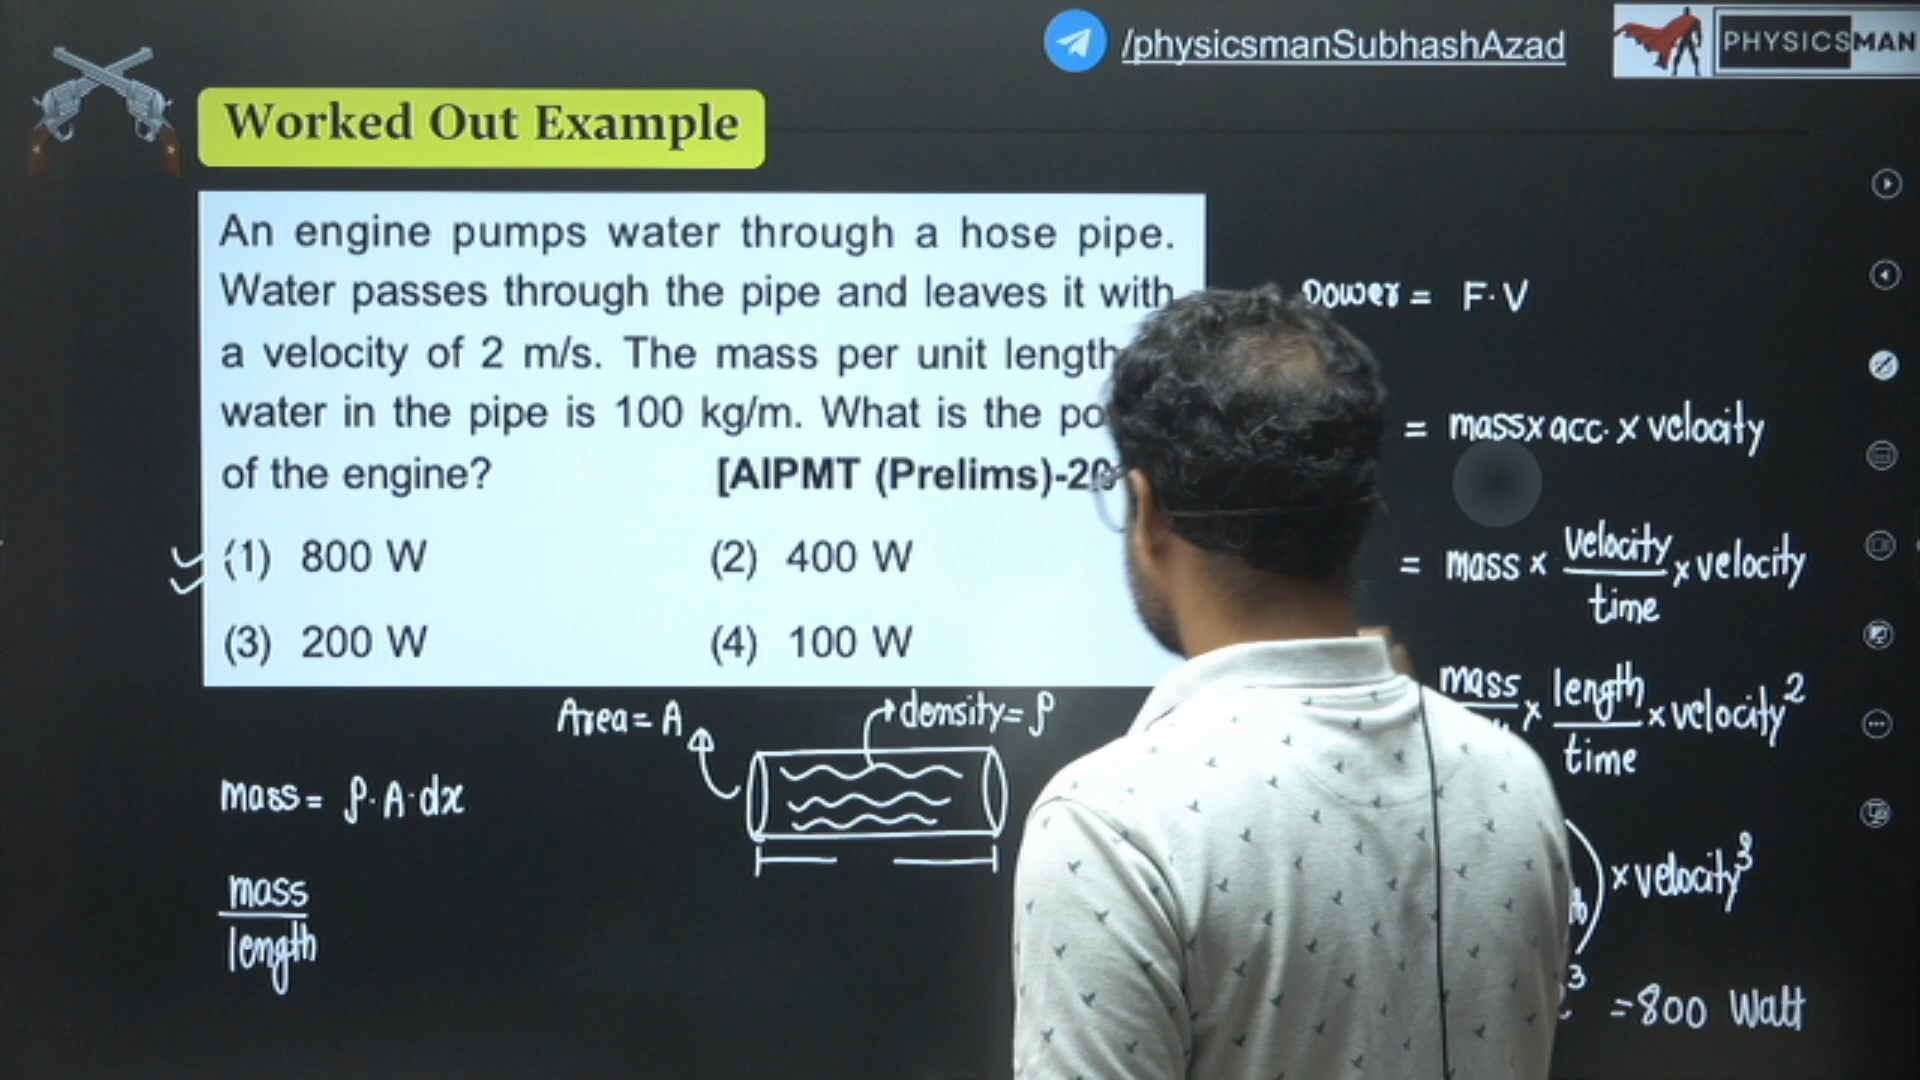 /physicsmanSubhashAzad
PHYSICSMAN
Worked Out Example
An engine pumps water through a hose pipe.
Water passes through the pipe and leaves it with
a velocity of 2 m/s. The mass per unit length
water in the pipe is 100 kg/m. What is the
of the engine? [AIPMT (Prelims)-20
(1) 800 W (2) 400 W
(3) 200 W (4) 100 W
power = F·V
= mass x acc. x velocity
= mass x velocity/time x velocity
mass x length/time x velocity²
x velocity³
³ = 800 Watt
Area = A
density = ρ
mass = ρ·A·dx
mass
length